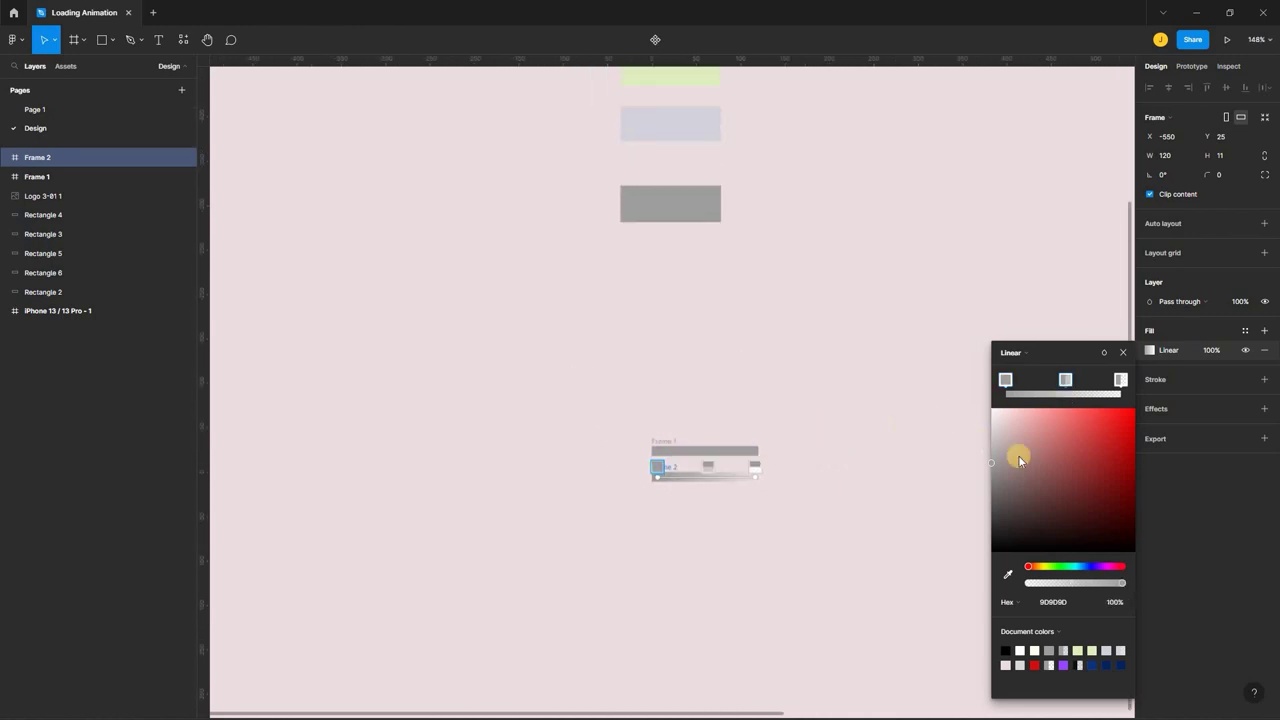 Loading Animation
J
Share
148%
Layers
Assets
Design
Design
Prototype
Inspect
Pages
Page 1
Design
Frame 2
Frame 1
Logo 3-01 1
Rectangle 4
Rectangle 3
Rectangle 5
Rectangle 6
Rectangle 2
iPhone 13 / 13 Pro - 1
Frame 1
Frame
X -550 Y 25
W 120 H 11
0° 0
Clip content
Auto layout
Layout grid
Layer
Pass through 100%
Fill
Linear 100%
Stroke
Effects
Export
Linear
Hex 9D9D9D 100%
Document colors
?